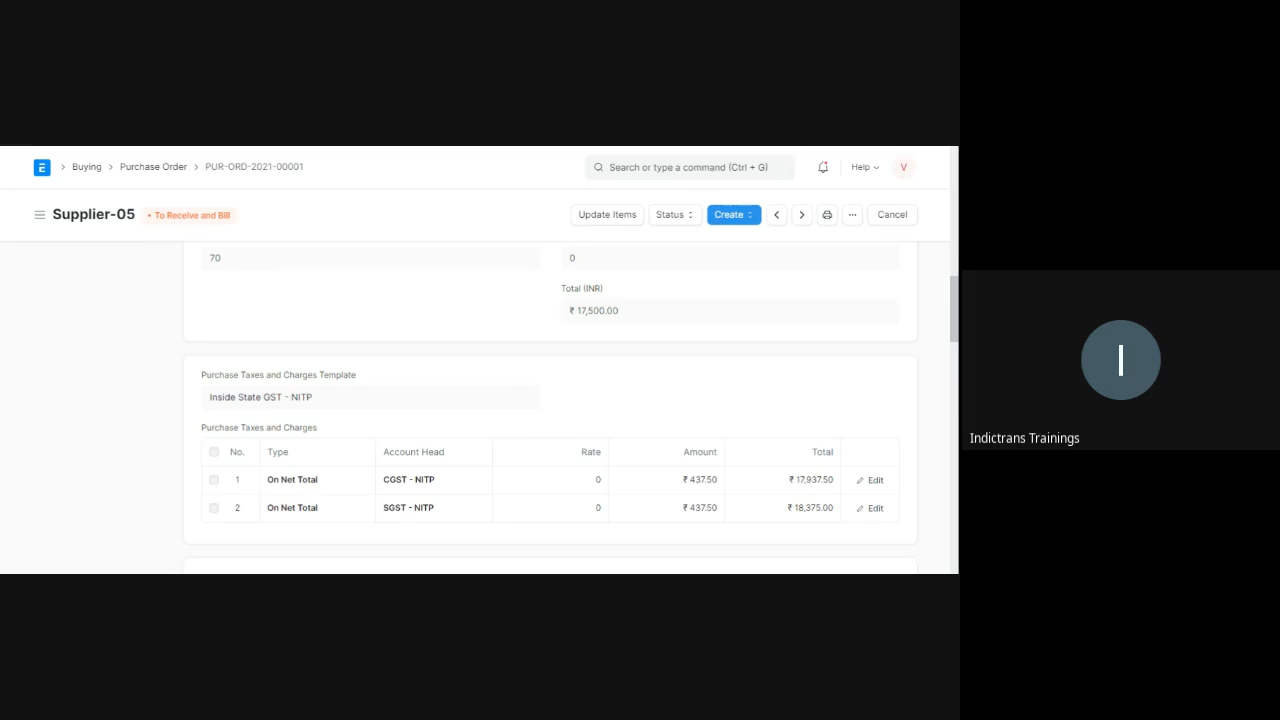 E > Buying > Purchase Order > PUR-ORD-2021-00001 Search or type a command (Ctrl + G) Help V
Supplier-05 • To Receive and Bill Update Items Status Create ... Cancel
70 0
Total (INR)
₹ 17,500.00
Purchase Taxes and Charges Template
Inside State GST - NITP
Purchase Taxes and Charges
No. Type Account Head Rate Amount Total
1 On Net Total CGST - NITP 0 ₹ 437.50 ₹ 17,937.50 Edit
2 On Net Total SGST - NITP 0 ₹ 437.50 ₹ 18,375.00 Edit
I
Indictrans Trainings